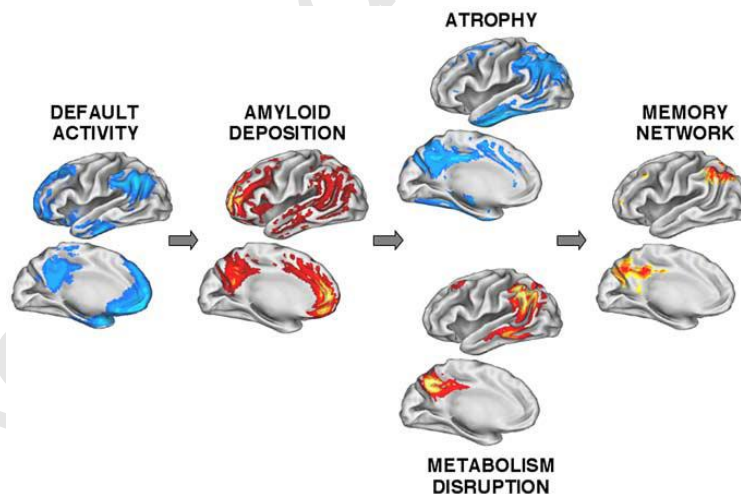 ATROPHY
DEFAULT
ACTIVITY
AMYLOID
DEPOSITION
MEMORY
NETWORK
METABOLISM
DISRUPTION